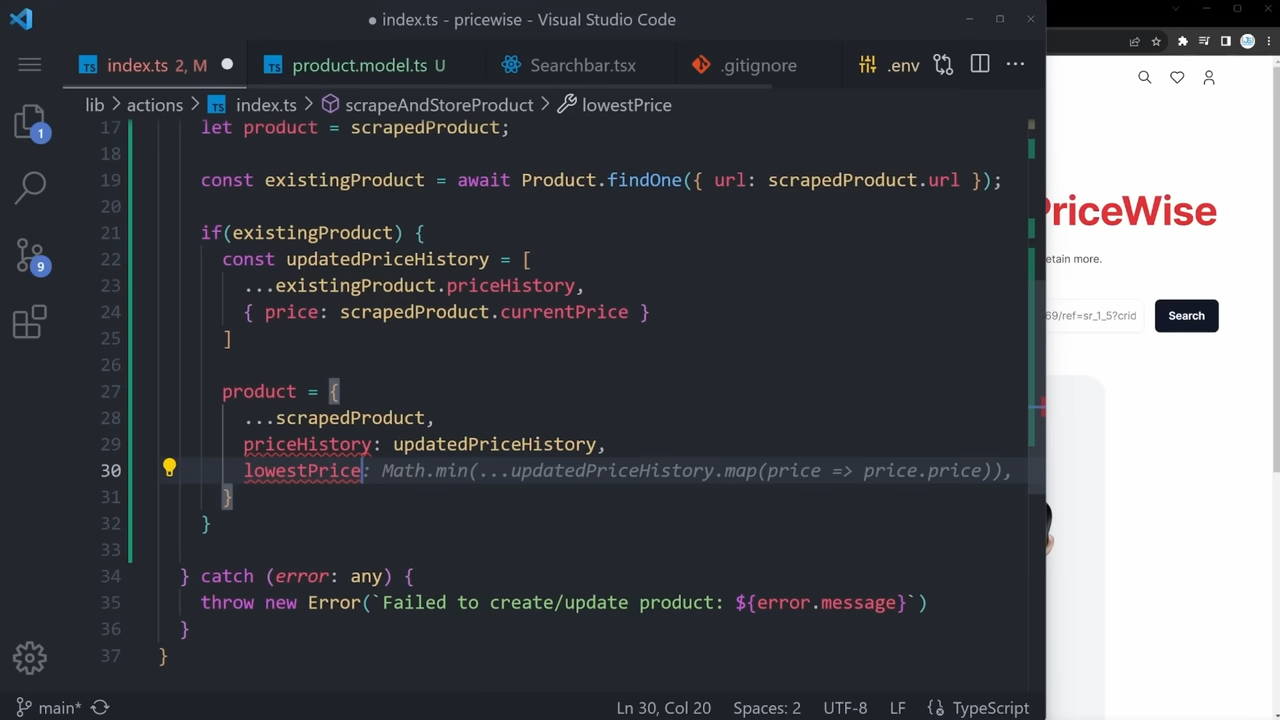 index.ts - pricewise - Visual Studio Code
index.ts 2, M
product.model.ts U
Searchbar.tsx
.gitignore
.env
lib > actions > index.ts > scrapeAndStoreProduct > lowestPrice
17 let product = scrapedProduct;
18
19 const existingProduct = await Product.findOne({ url: scrapedProduct.url });
20
21 if(existingProduct) {
22 const updatedPriceHistory = [
23 ...existingProduct.priceHistory,
24 { price: scrapedProduct.currentPrice }
25 ]
26
27 product = {
28 ...scrapedProduct,
29 priceHistory: updatedPriceHistory,
30 lowestPrice: Math.min(...updatedPriceHistory.map(price => price.price)),
31 }
32 }
33
34 } catch (error: any) {
35 throw new Error(`Failed to create/update product: ${error.message}`)
36 }
37 }
1
9
main*
Ln 30, Col 20
Spaces: 2
UTF-8
LF
TypeScript
PriceWise
etain more.
69/ref=sr_1_5?crid
Search